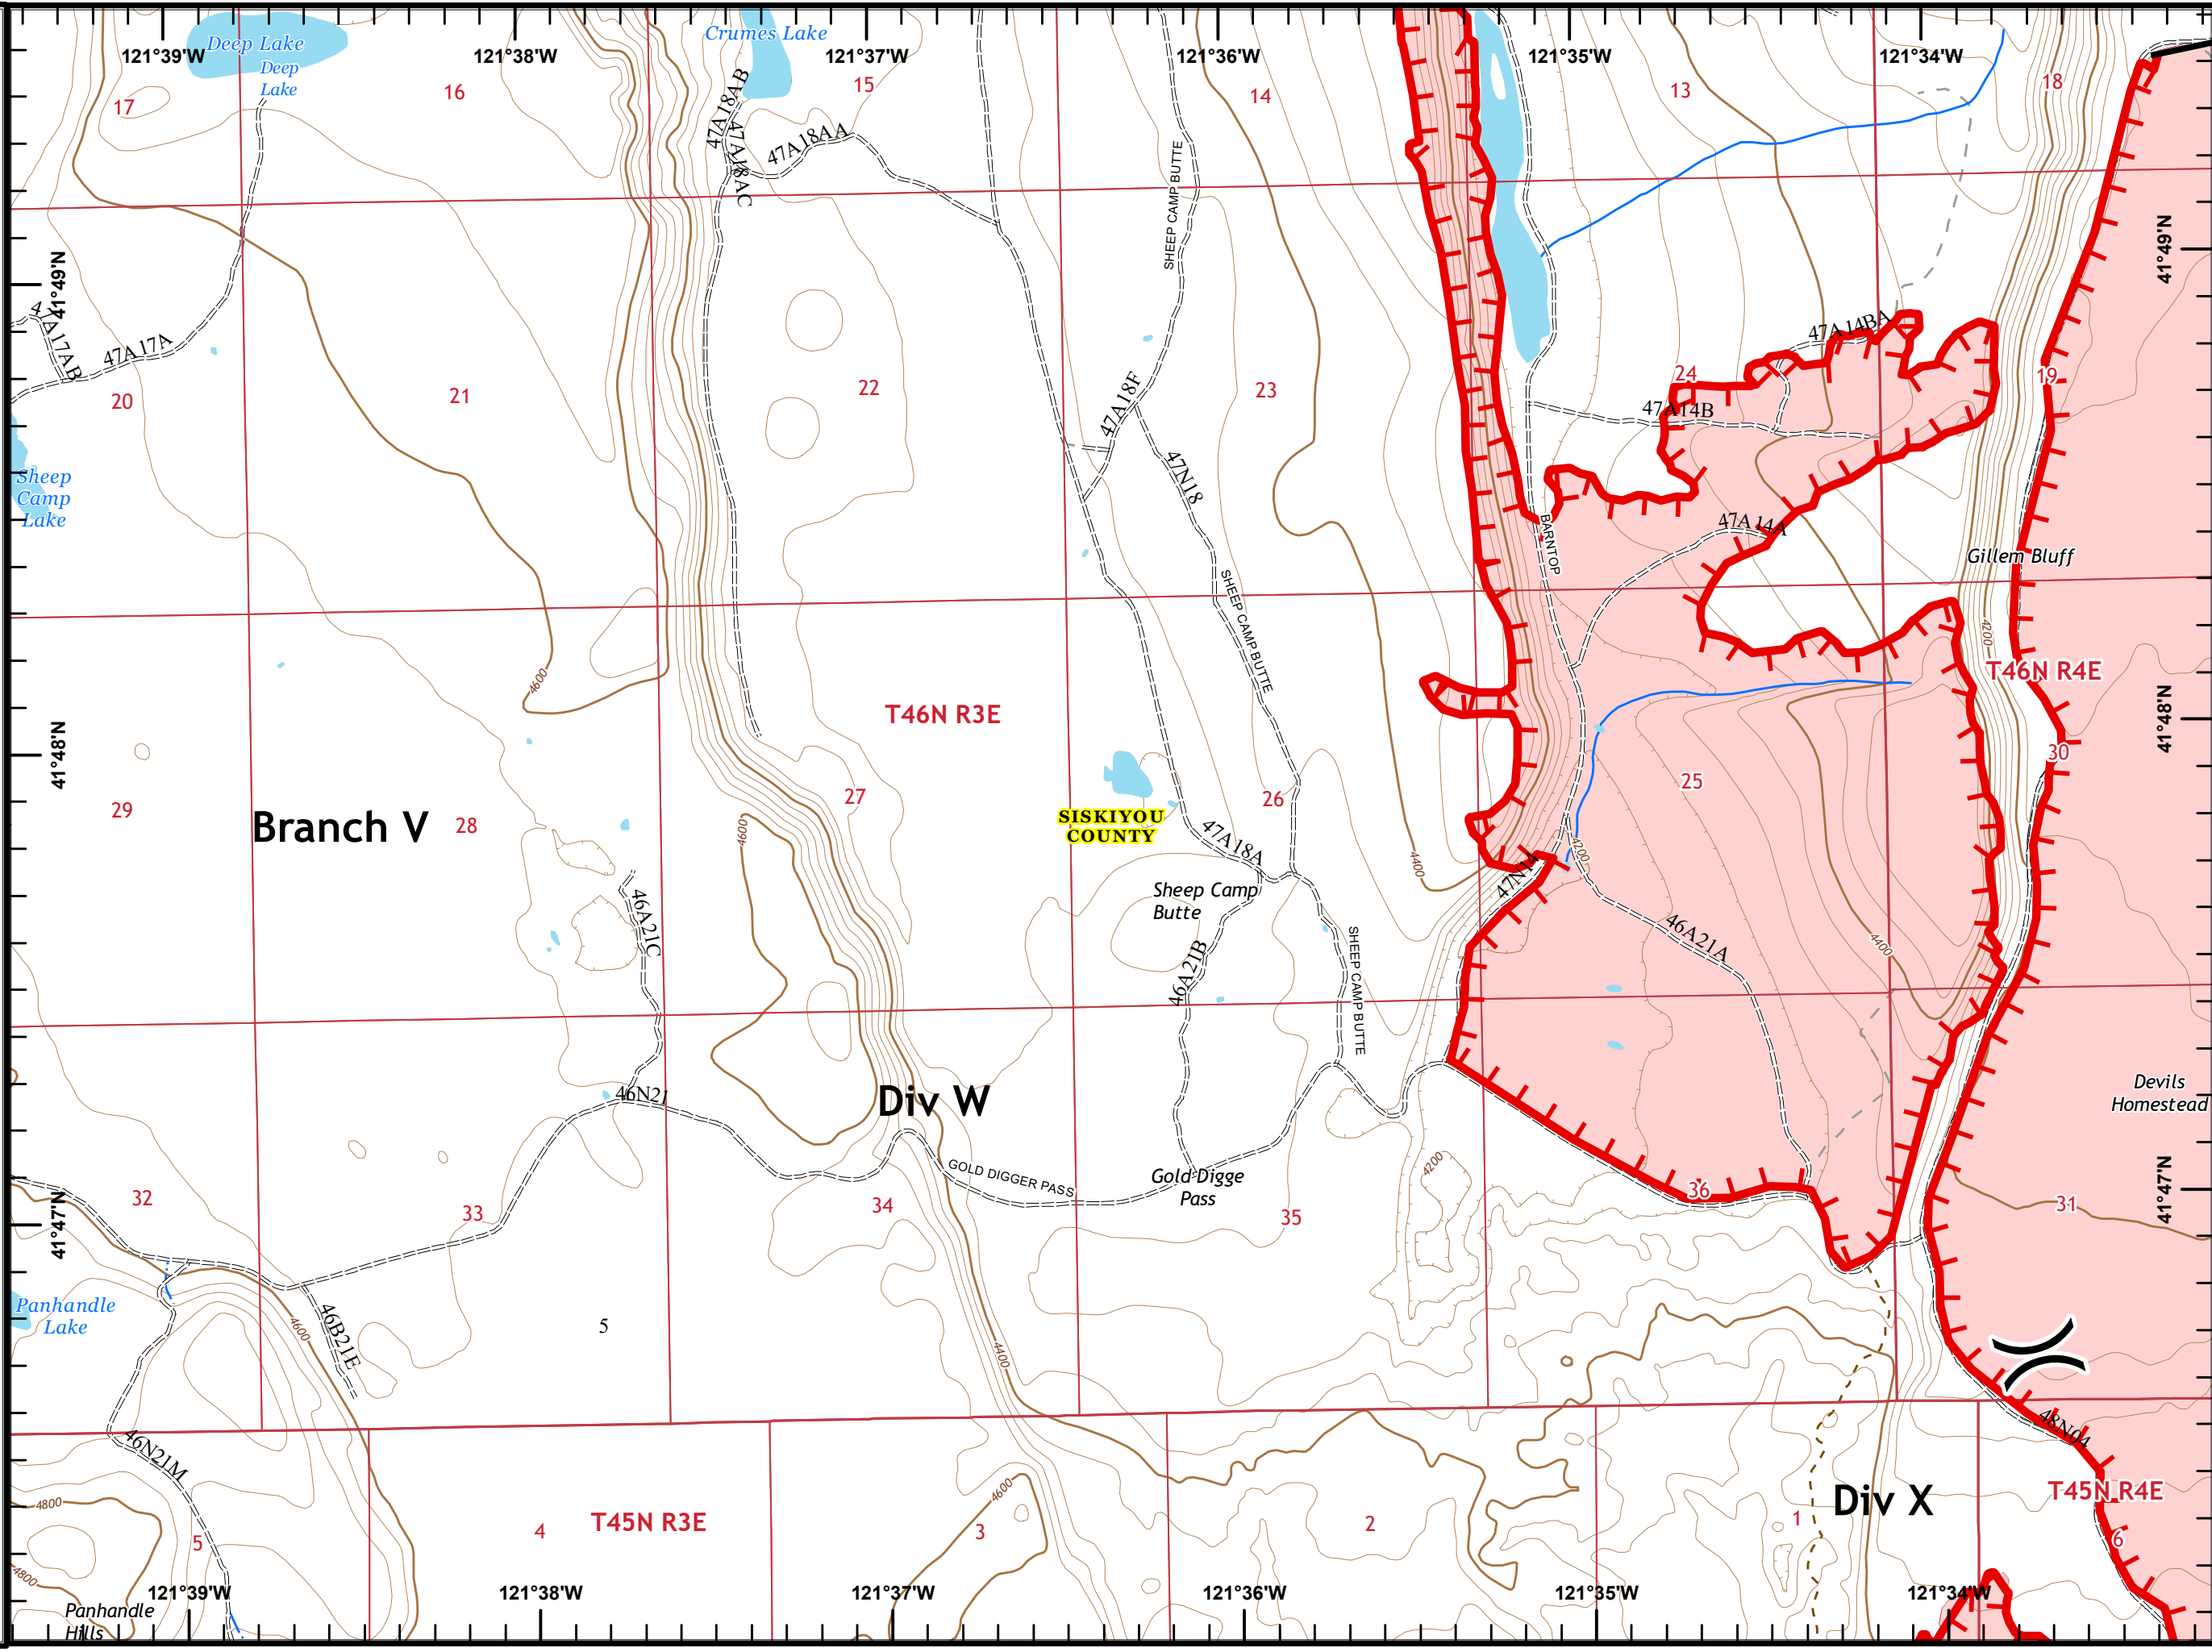 121°39'W
Deep Lake
Deep
Lake
121°38'W
Crumes Lake
121°37'W
121°36'W
121°35'W
121°34'W
17
16
15
14
13
18
47A18AB
47A18AC
47A18AA
SHEEP CAMP BUTTE
41°49'N
41°49'N
47A17AB
47A17A
20
21
22
23
24
19
47A14BA
47A14B
47A18F
47N18
Sheep
Camp
Lake
47A14A
BARNTOP
Gillem Bluff
SHEEP CAMP BUTTE
4200
4600
T46N R3E
T46N R4E
41°48'N
41°48'N
29
Branch V
28
27
4600
SISKIYOU
COUNTY
26
25
30
47A18A
4400
47N14
4200
Sheep Camp
Butte
46A21C
46A21B
46A21A
4400
SHEEP CAMP BUTTE
46N21
Div W
Devils
Homestead
GOLD DIGGER PASS
Gold Digge
Pass
4200
41°47'N
41°47'N
32
33
34
35
36
31
Panhandle
Lake
46B21E
4600
5
4400
48N04
46N21M
4800
T45N R3E
4600
T45N R4E
Div X
5
4
3
2
1
6
4800
121°39'W
121°38'W
121°37'W
121°36'W
121°35'W
121°34'W
Panhandle
Hills